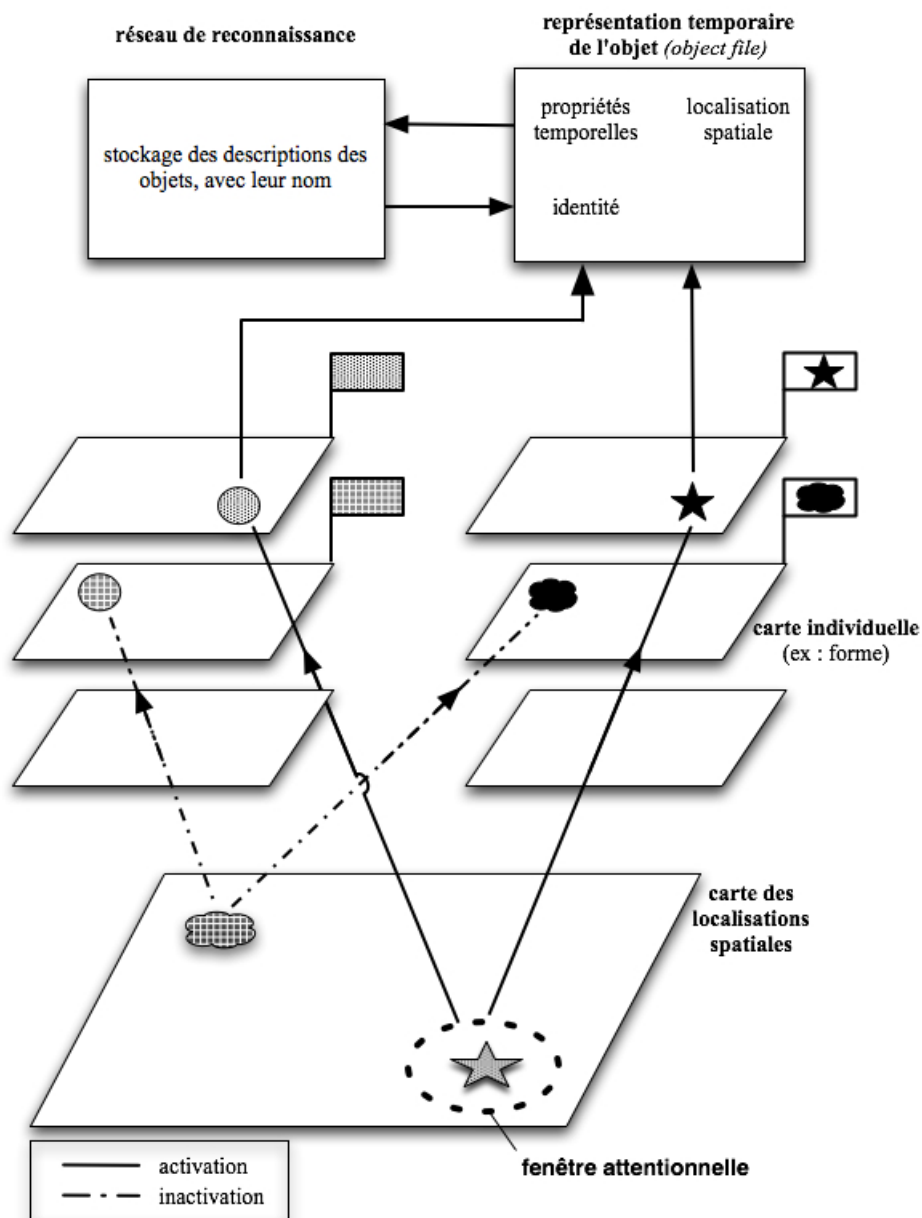 réseau de reconnaissance
représentation temporaire
de l'objet (object file)
stockage des descriptions des
objets, avec leur nom
propriétés
temporelles
localisation
spatiale
identité
carte individuelle
(ex : forme)
carte des
localisations
spatiales
fenêtre attentionnelle
activation
inactivation